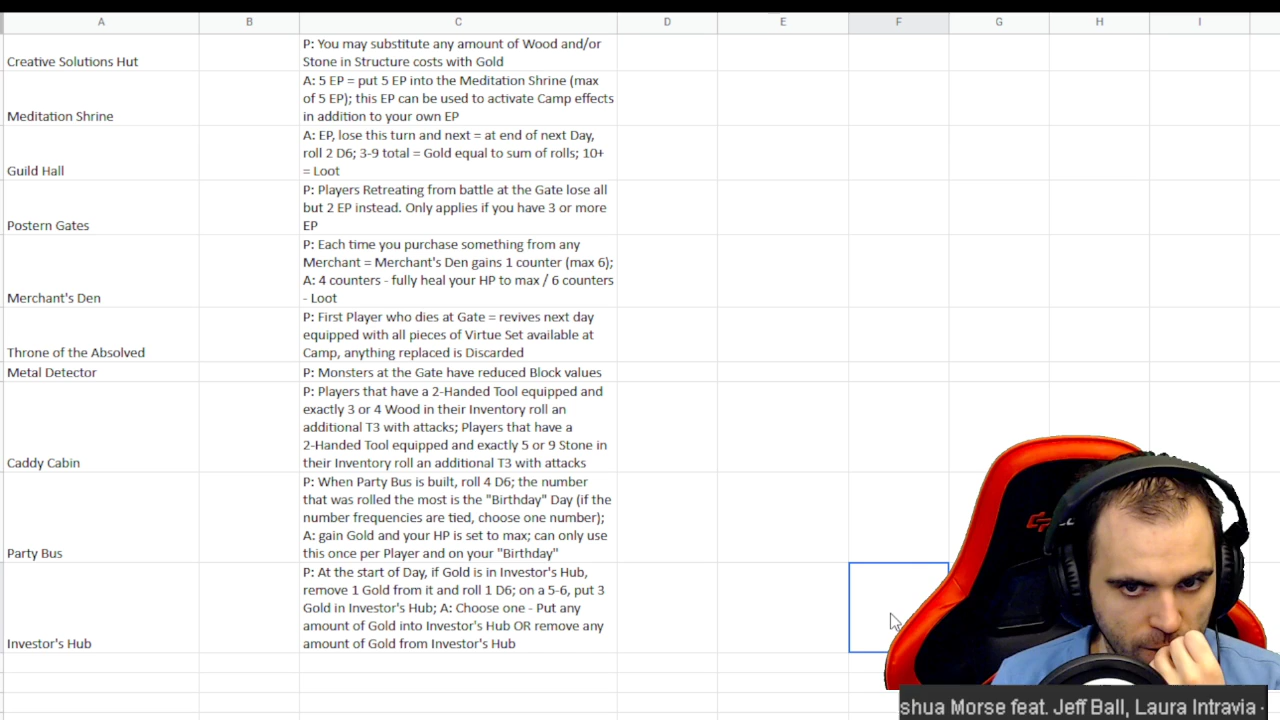 A B C D E F G H I
Creative Solutions Hut
P: You may substitute any amount of Wood and/or
Stone in Structure costs with Gold
Meditation Shrine
A: 5 EP = put 5 EP into the Meditation Shrine (max
of 5 EP); this EP can be used to activate Camp effects
in addition to your own EP
Guild Hall
A: EP, lose this turn and next = at end of next Day,
roll 2 D6; 3-9 total = Gold equal to sum of rolls; 10+
= Loot
Postern Gates
P: Players Retreating from battle at the Gate lose all
but 2 EP instead. Only applies if you have 3 or more
EP
Merchant's Den
P: Each time you purchase something from any
Merchant = Merchant's Den gains 1 counter (max 6);
A: 4 counters - fully heal your HP to max / 6 counters
- Loot
Throne of the Absolved
P: First Player who dies at Gate = revives next day
equipped with all pieces of Virtue Set available at
Camp, anything replaced is Discarded
Metal Detector
P: Monsters at the Gate have reduced Block values
Caddy Cabin
P: Players that have a 2-Handed Tool equipped and
exactly 3 or 4 Wood in their Inventory roll an
additional T3 with attacks; Players that have a
2-Handed Tool equipped and exactly 5 or 9 Stone in
their Inventory roll an additional T3 with attacks
Party Bus
P: When Party Bus is built, roll 4 D6; the number
that was rolled the most is the "Birthday" Day (if the
number frequencies are tied, choose one number);
A: gain Gold and your HP is set to max; can only use
this once per Player and on your "Birthday"
Investor's Hub
P: At the start of Day, if Gold is in Investor's Hub,
remove 1 Gold from it and roll 1 D6; on a 5-6, put 3
Gold in Investor's Hub; A: Choose one - Put any
amount of Gold into Investor's Hub OR remove any
amount of Gold from Investor's Hub
shua Morse feat. Jeff Ball, Laura Intravia -